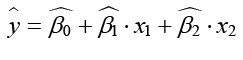 ŷ = β̂₀ + β̂₁ · x₁ + β̂₂ · x₂